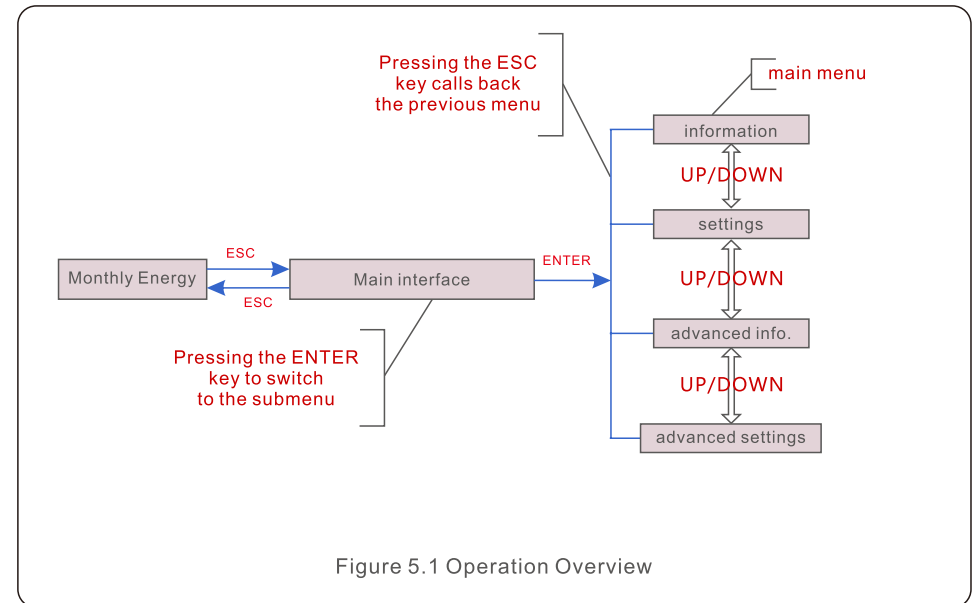 Pressing the ESC
key calls back
the previous menu
main menu
information
UP/DOWN
settings
ESC
Monthly Energy
Main interface
ENTER
UP/DOWN
ESC
advanced info.
Pressing the ENTER
key to switch
to the submenu
UP/DOWN
advanced settings
Figure 5.1 Operation Overview